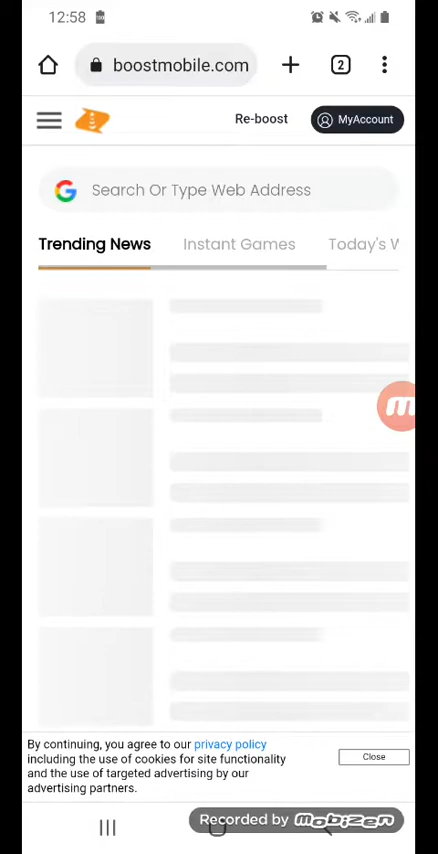 12:58
boostmobile.com
2
Re-boost
MyAccount
Search Or Type Web Address
Trending News
Instant Games
Today's W
By continuing, you agree to our privacy policy
including the use of cookies for site functionality
and the use of targeted advertising by our
advertising partners.
Close
Recorded by mobizen